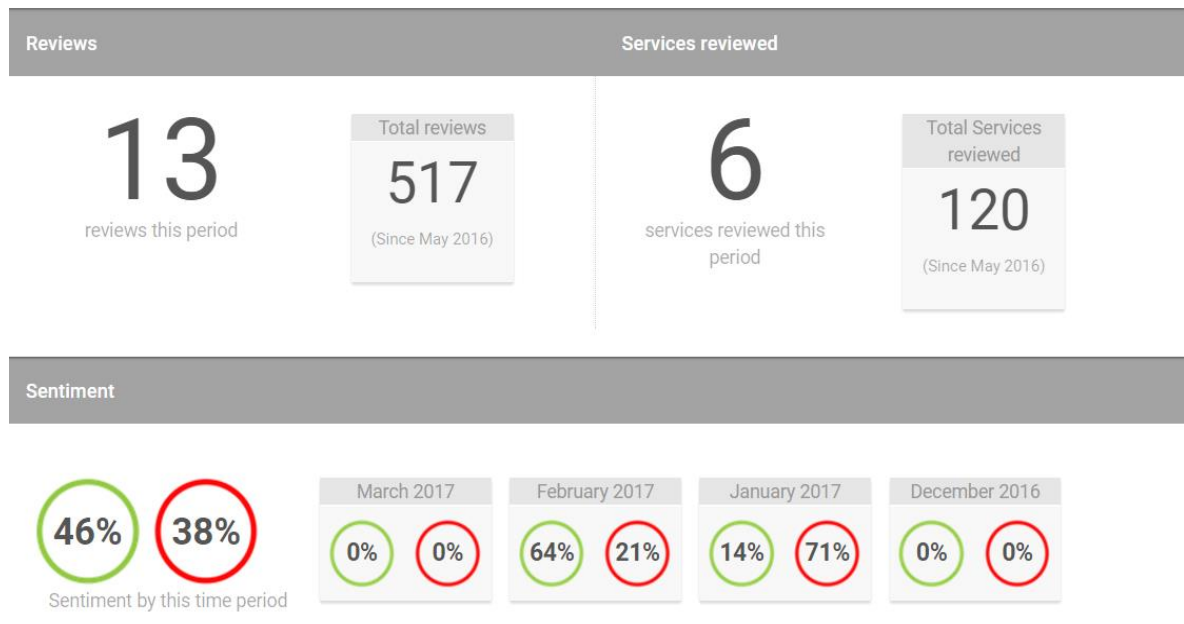 Reviews
Services reviewed
13
reviews this period
Total reviews
517
(Since May 2016)
6
services reviewed this
period
Total Services
reviewed
120
(Since May 2016)
Sentiment
46% 38%
Sentiment by this time period
March 2017
0% 0%
February 2017
64% 21%
January 2017
14% 71%
December 2016
0% 0%